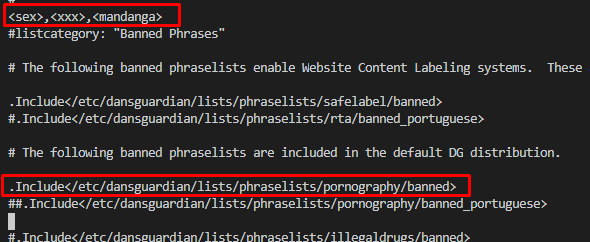 #
<sex>,<xxx>,<mandanga>
#listcategory: "Banned Phrases"
# The following banned phraselists enable Website Content Labeling systems.  These
.Include</etc/dansguardian/lists/phraselists/safelabel/banned>
#.Include</etc/dansguardian/lists/phraselists/rta/banned_portuguese>
# The following banned phraselists are included in the default DG distribution.
.Include</etc/dansguardian/lists/phraselists/pornography/banned>
##.Include</etc/dansguardian/lists/phraselists/pornography/banned_portuguese>
#.Include</etc/dansguardian/lists/phraselists/illegaldrugs/banned>